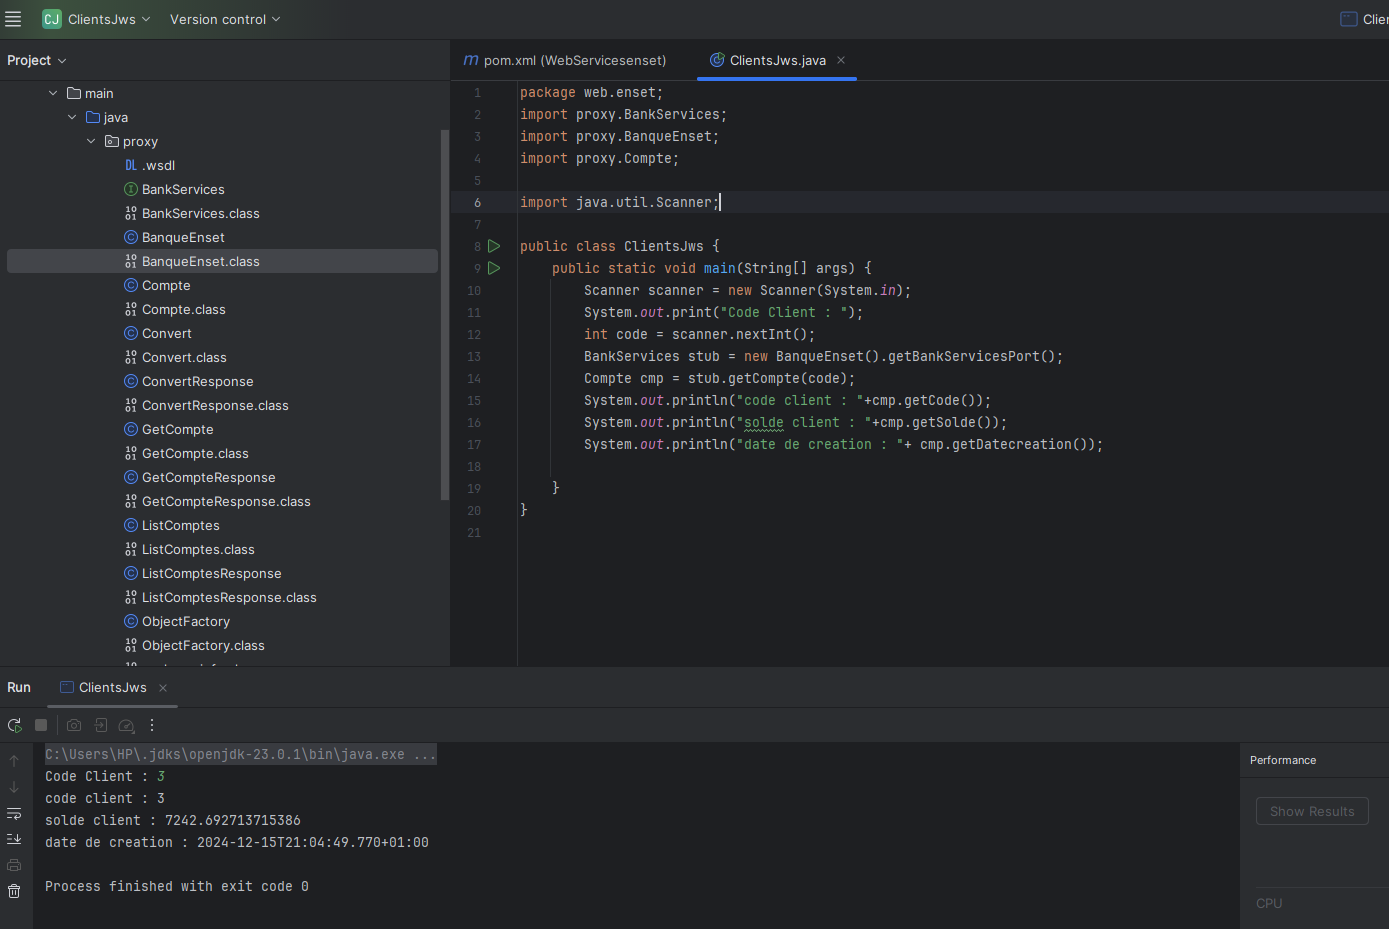 CJ ClientsJws Version control Clier
Project
pom.xml (WebServicesenset) ClientsJws.java
main
java
proxy
.wsdl
BankServices
BankServices.class
BanqueEnset
BanqueEnset.class
Compte
Compte.class
Convert
Convert.class
ConvertResponse
ConvertResponse.class
GetCompte
GetCompte.class
GetCompteResponse
GetCompteResponse.class
ListComptes
ListComptes.class
ListComptesResponse
ListComptesResponse.class
ObjectFactory
ObjectFactory.class
1 package web.enset;
2 import proxy.BankServices;
3 import proxy.BanqueEnset;
4 import proxy.Compte;
5
6 import java.util.Scanner;
7
8 public class ClientsJws {
9 public static void main(String[] args) {
10 Scanner scanner = new Scanner(System.in);
11 System.out.print("Code Client : ");
12 int code = scanner.nextInt();
13 BankServices stub = new BanqueEnset().getBankServicesPort();
14 Compte cmp = stub.getCompte(code);
15 System.out.println("code client : "+cmp.getCode());
16 System.out.println("solde client : "+cmp.getSolde());
17 System.out.println("date de creation : "+ cmp.getDatecreation());
18
19 }
20 }
21
Run ClientsJws
C:\Users\HP\.jdks\openjdk-23.0.1\bin\java.exe ...
Code Client : 3
code client : 3
solde client : 7242.692713715386
date de creation : 2024-12-15T21:04:49.770+01:00
Process finished with exit code 0
Performance
Show Results
CPU